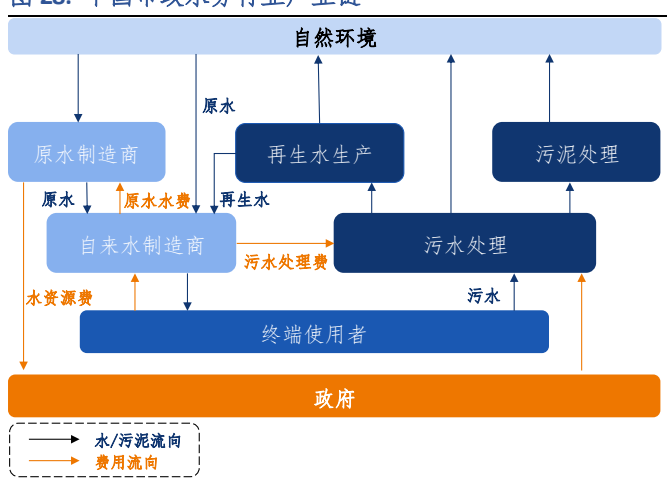 自然环境
原水
原水制造商
再生水生产
污泥处理
原水
原水水费
再生水
自来水制造商
污水处理
污水处理费
水资源费
污水
终端使用者
政府
水/污泥流向
费用流向